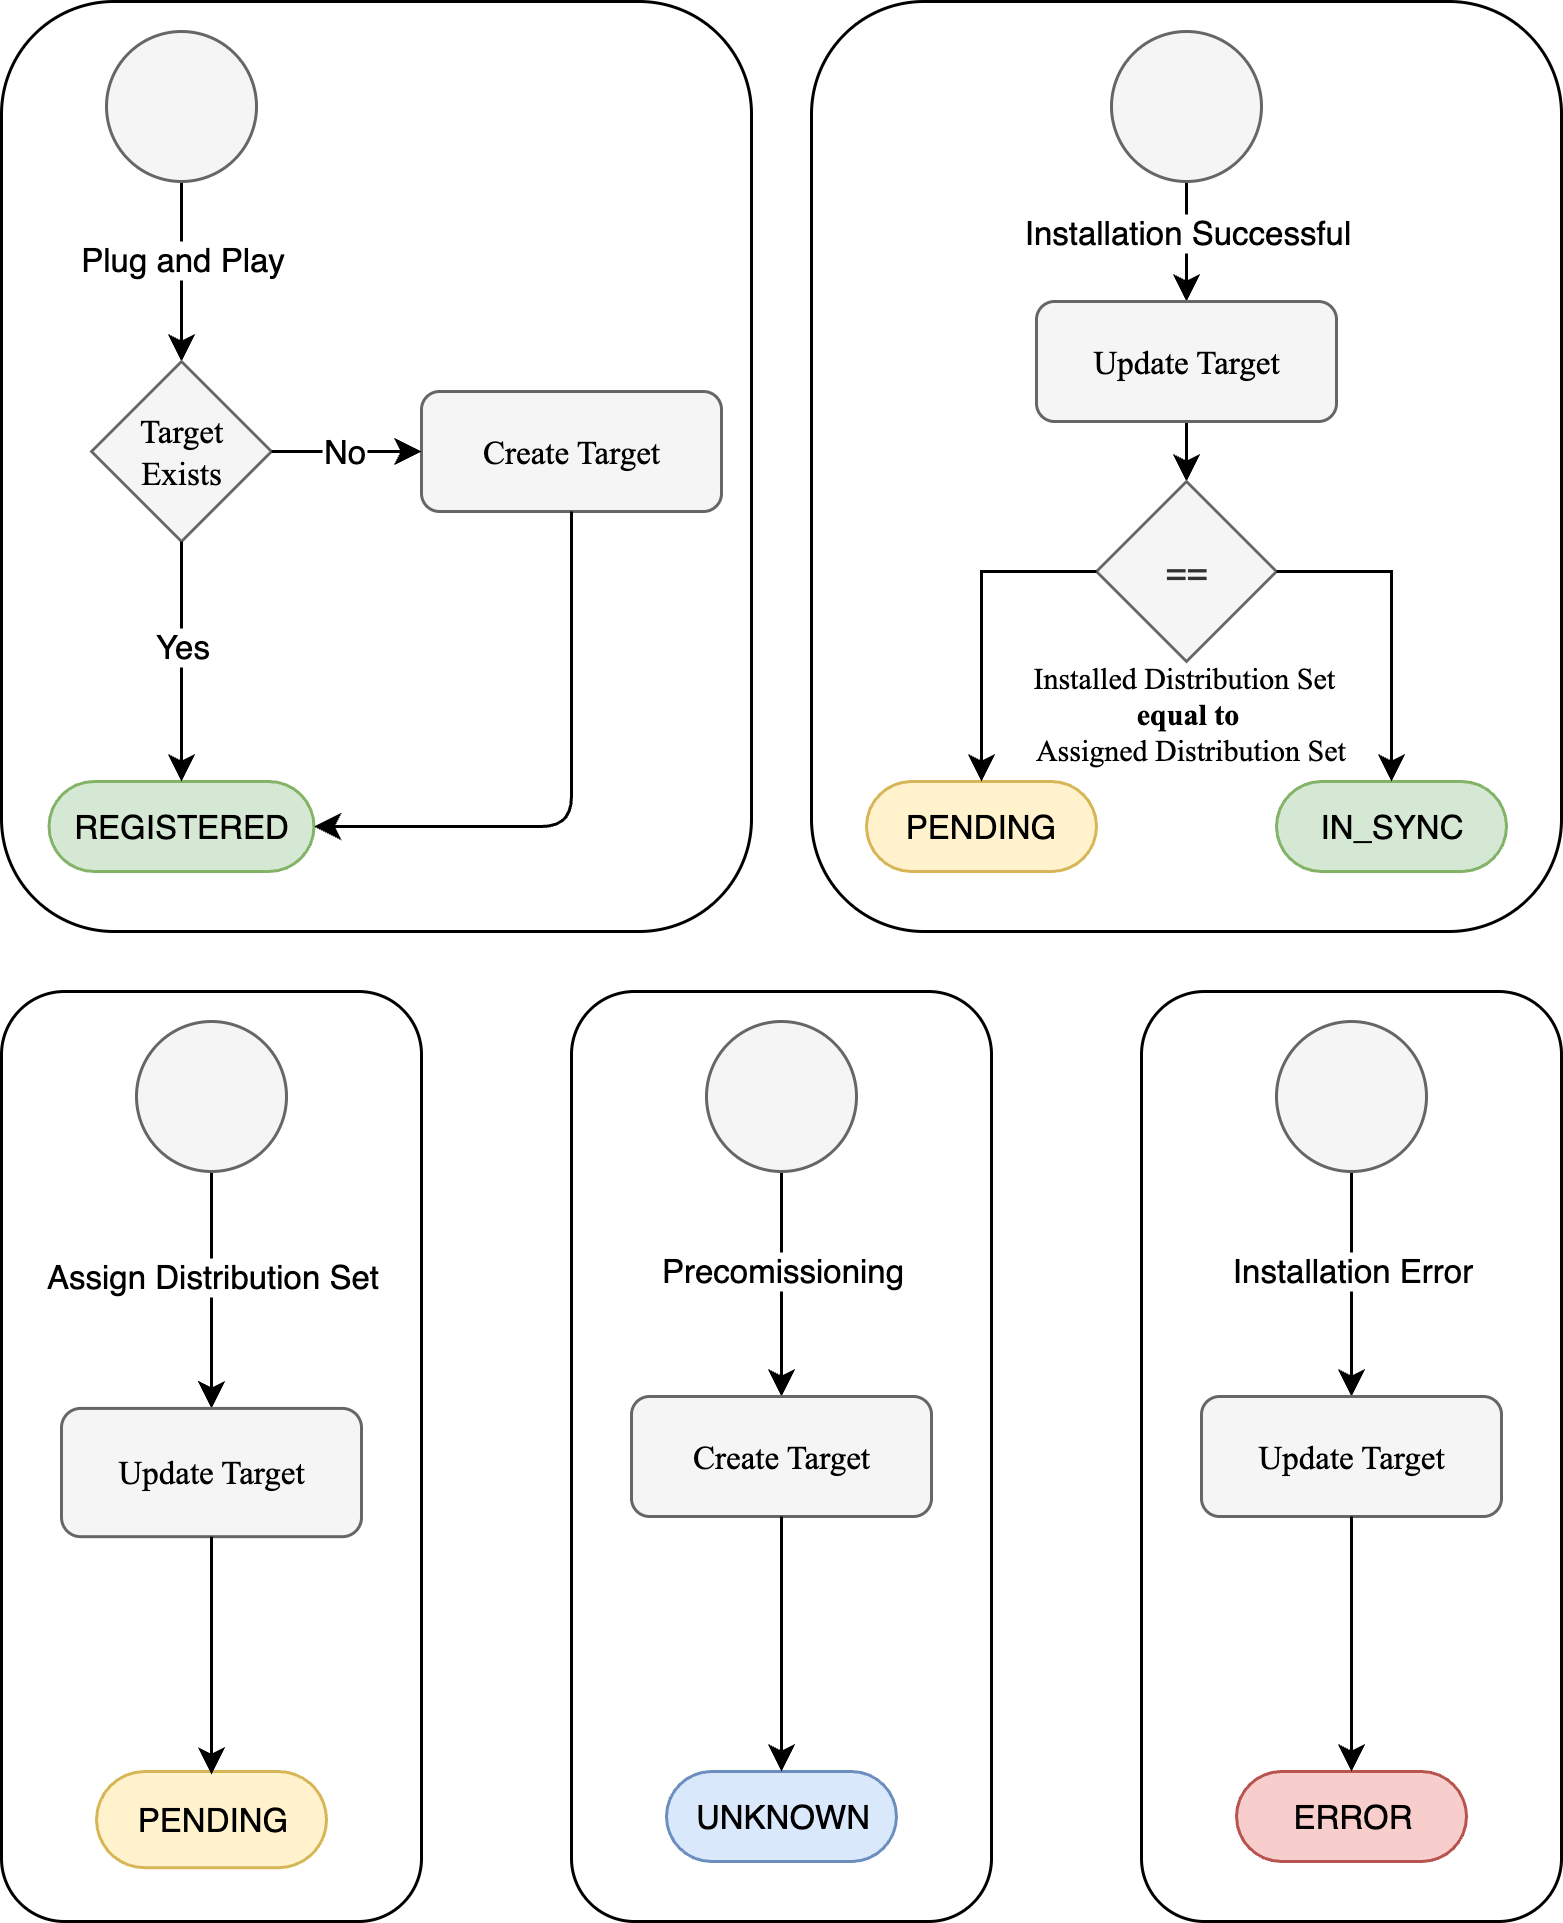 Plug and Play
Target
Exists
No
Create Target
Yes
REGISTERED
Installation Successful
Update Target
==
Installed Distribution Set
equal to
Assigned Distribution Set
PENDING
IN_SYNC
Assign Distribution Set
Update Target
PENDING
Precomissioning
Create Target
UNKNOWN
Installation Error
Update Target
ERROR